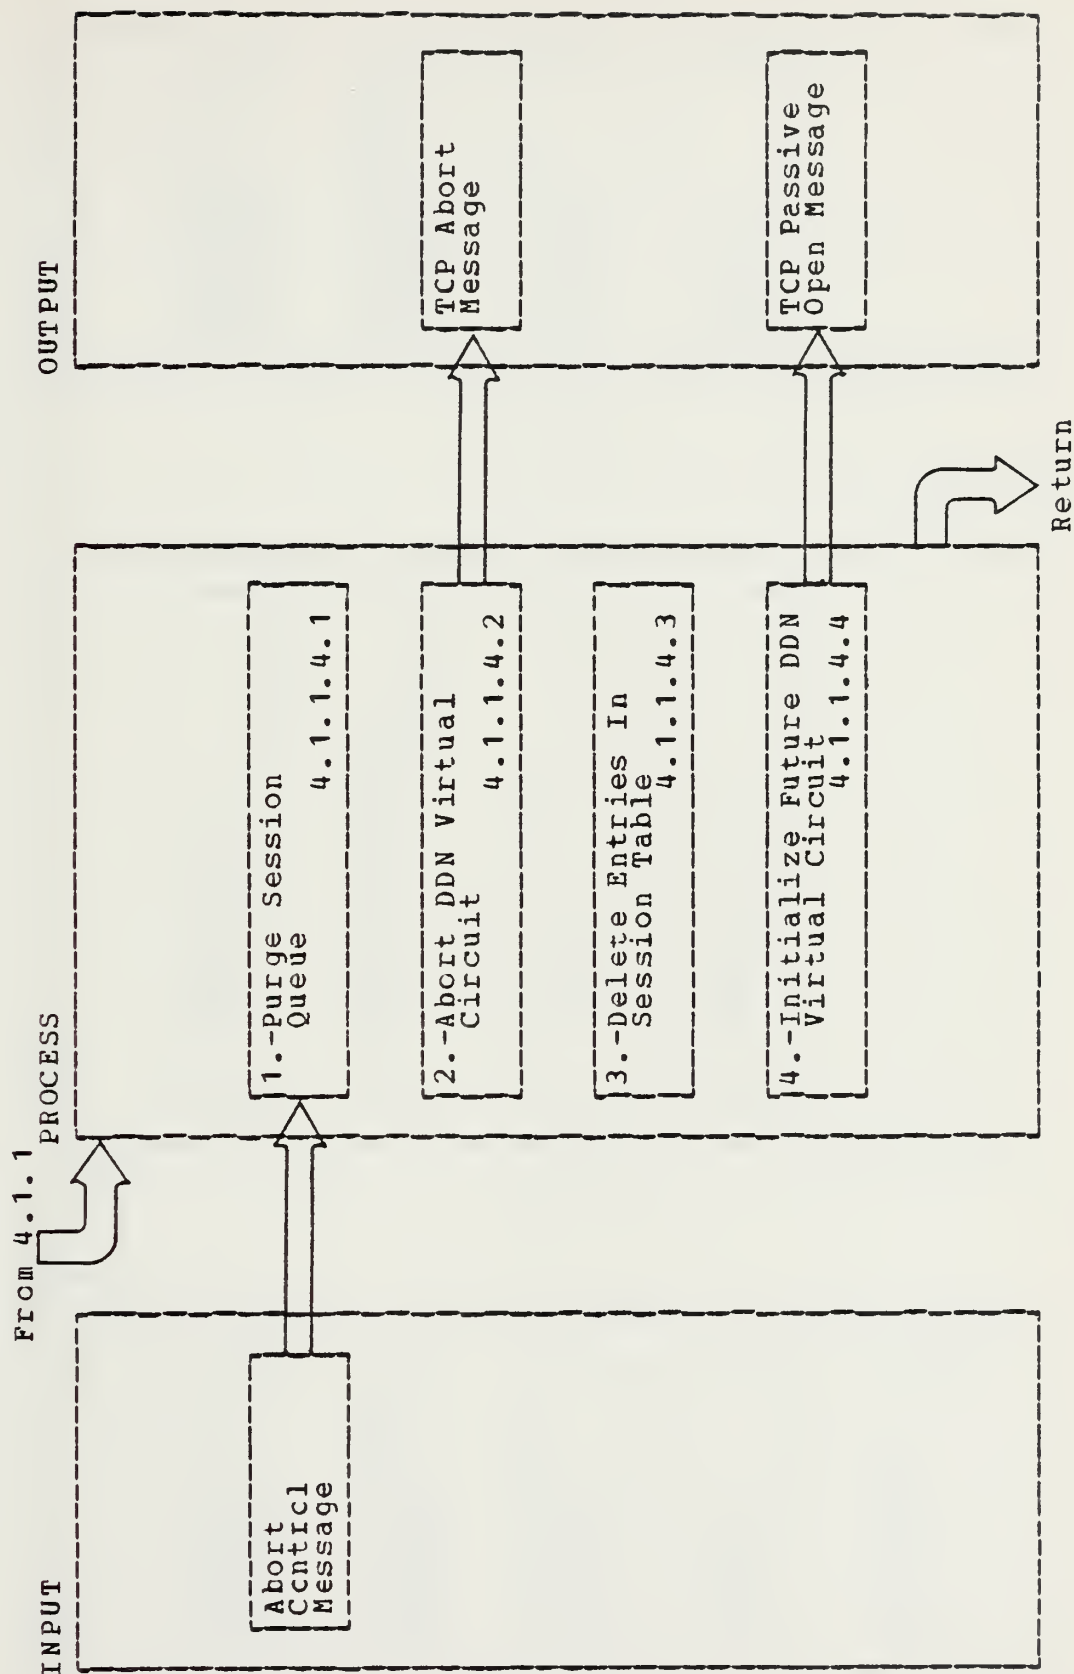 INPUT
Abort
Ccntrcl
Message
From 4.1.1
PROCESS
1.-Purge Session
Queue
4.1.1.4.1
2.-Abort DDN Virtual
Circuit
4.1.1.4.2
3.-Delete Entries In
Session Table
4.1.1.4.3
4.-Initialize Future DDN
Virtual Circuit
4.1.1.4.4
Return
OUTPUT
TCP Abort
Message
TCP Passive
Open Message